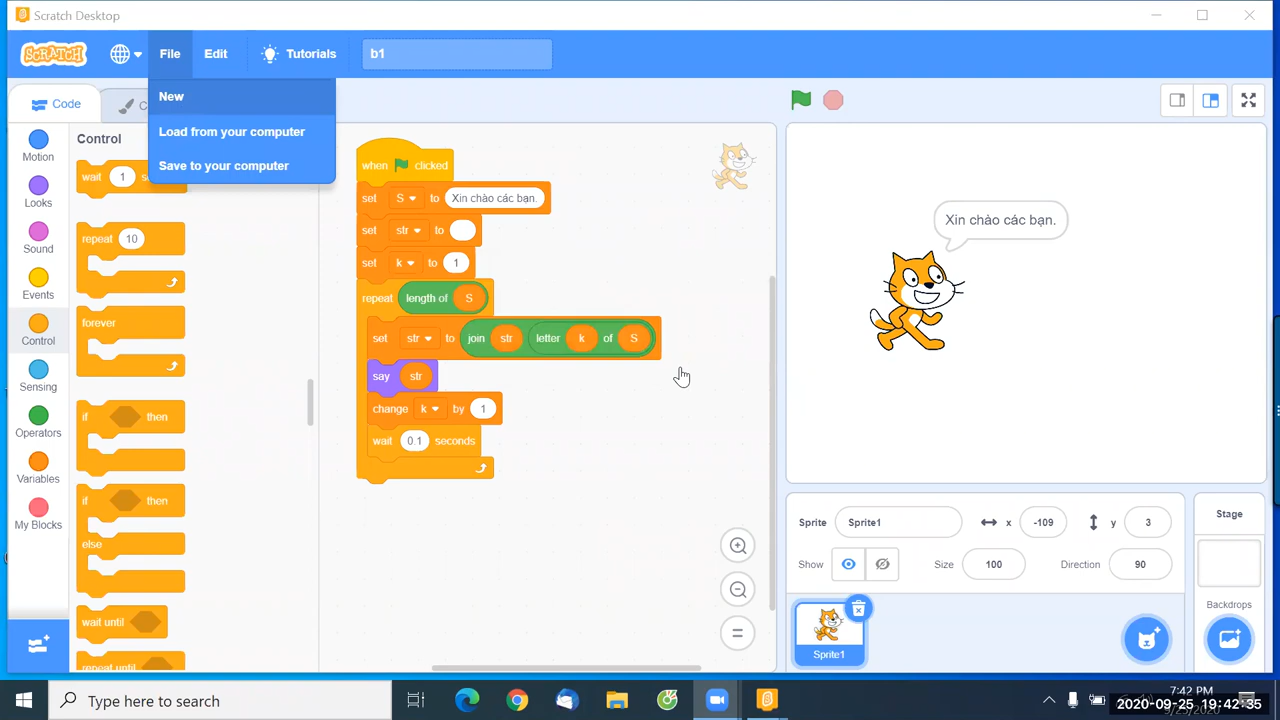 Scratch Desktop
SCRATCH
File
Edit
Tutorials
b1
New
Load from your computer
Save to your computer
Code
C
Motion
Looks
Sound
Events
Control
Sensing
Operators
Variables
My Blocks
Control
wait 1 s
repeat 10
forever
if then
if then
else
wait until
repeat until
when clicked
set S to Xin chào các bạn.
set str to
set k to 1
repeat length of S
set str to join str letter k of S
say str
change k by 1
wait 0.1 seconds
Xin chào các bạn.
Sprite Sprite1 x -109 y 3
Show Size 100 Direction 90
Sprite1
Stage
Backdrops
Type here to search
7:42 PM
2020-09-25 19:42:35